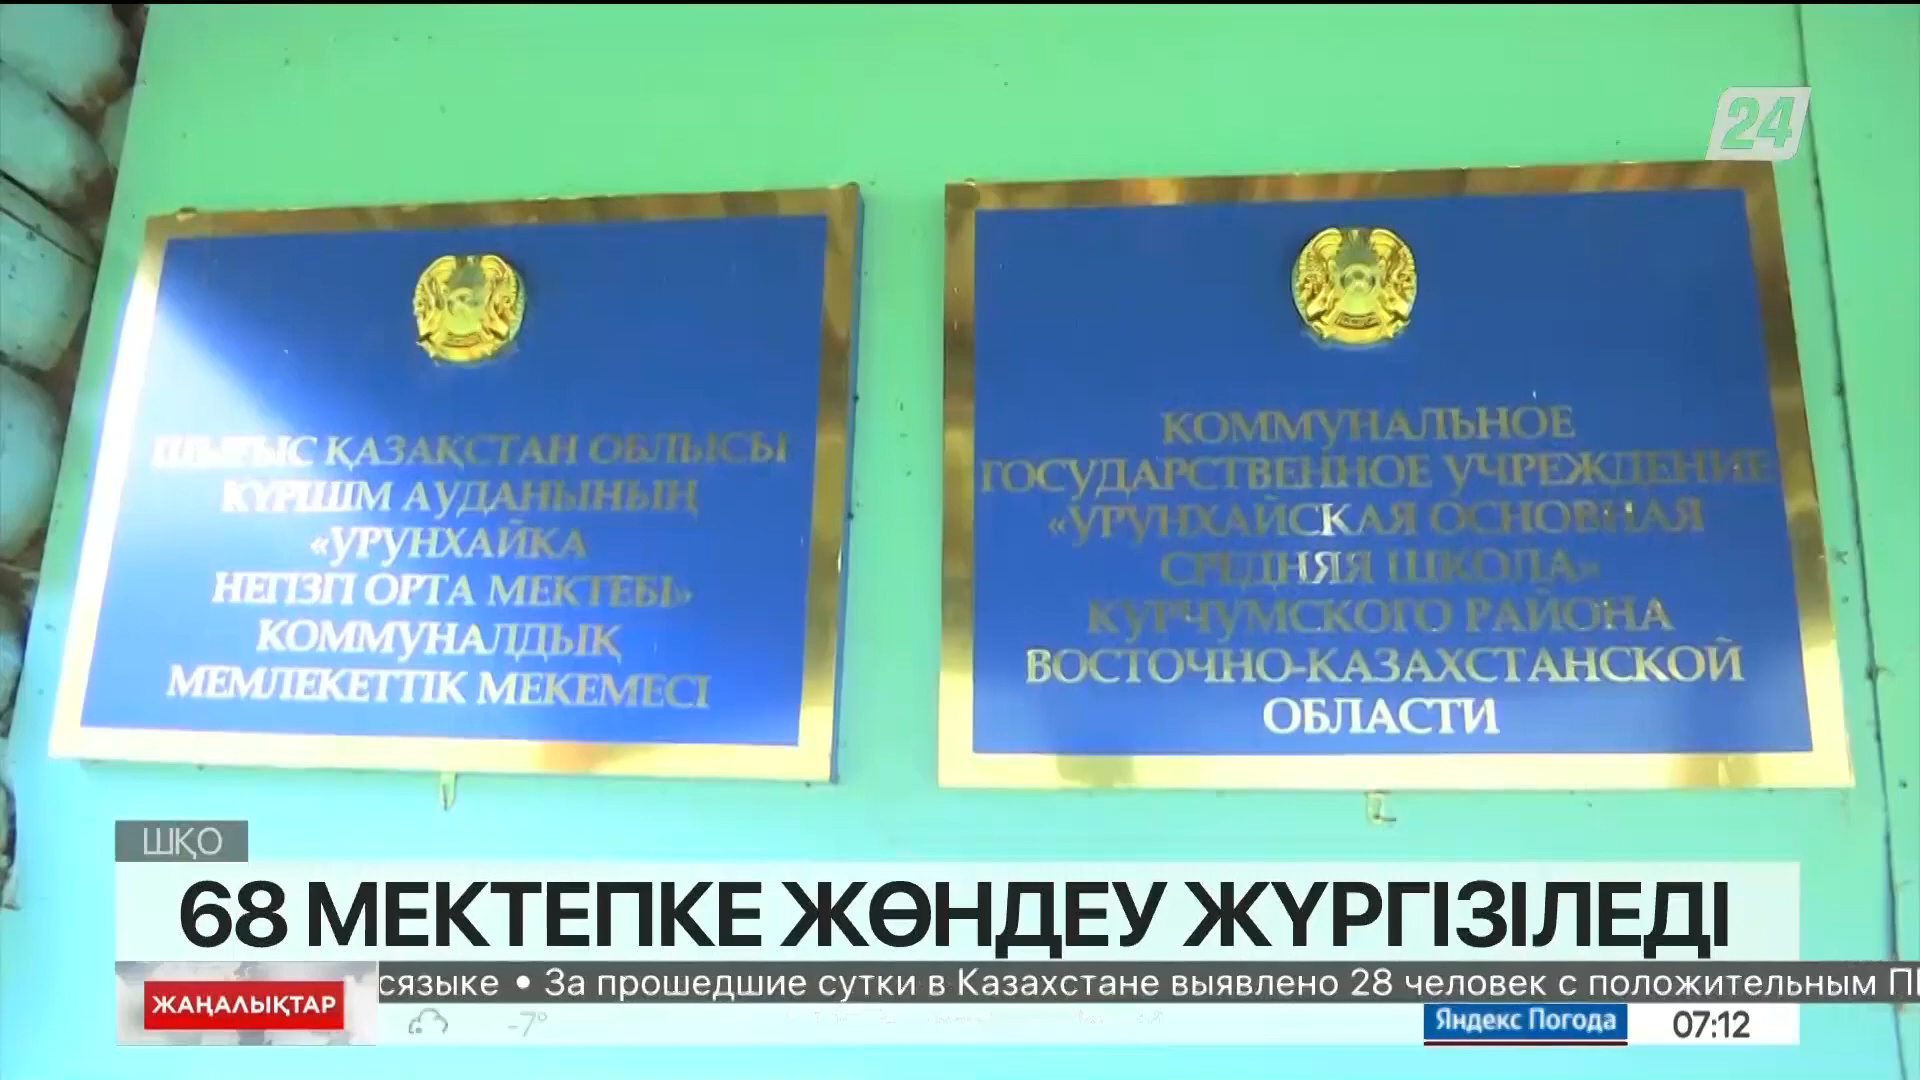 24
ШЫҒЫС ҚАЗАҚСТАН ОБЛЫСЫ
КҮРШІМ АУДАНЫНЫҢ
«УРУНХАЙКА
НЕГІЗГІ ОРТА МЕКТЕБІ»
КОММУНАЛДЫҚ
МЕМЛЕКЕТТІК МЕКЕМЕСІ
КОММУНАЛЬНОЕ
ГОСУДАРСТВЕННОЕ УЧРЕЖДЕНИЕ
«УРУНХАЙСКАЯ ОСНОВНАЯ
СРЕДНЯЯ ШКОЛА»
КУРЧУМСКОГО РАЙОНА
ВОСТОЧНО-КАЗАХСТАНСКОЙ
ОБЛАСТИ
ШҚО
68 МЕКТЕПКЕ ЖӨНДЕУ ЖҮРГІЗІЛЕДІ
сязыке • За прошедшие сутки в Казахстане выявлено 28 человек с положительным П
ЖАҢАЛЫҚТАР
-7°
Яндекс Погода
07:12